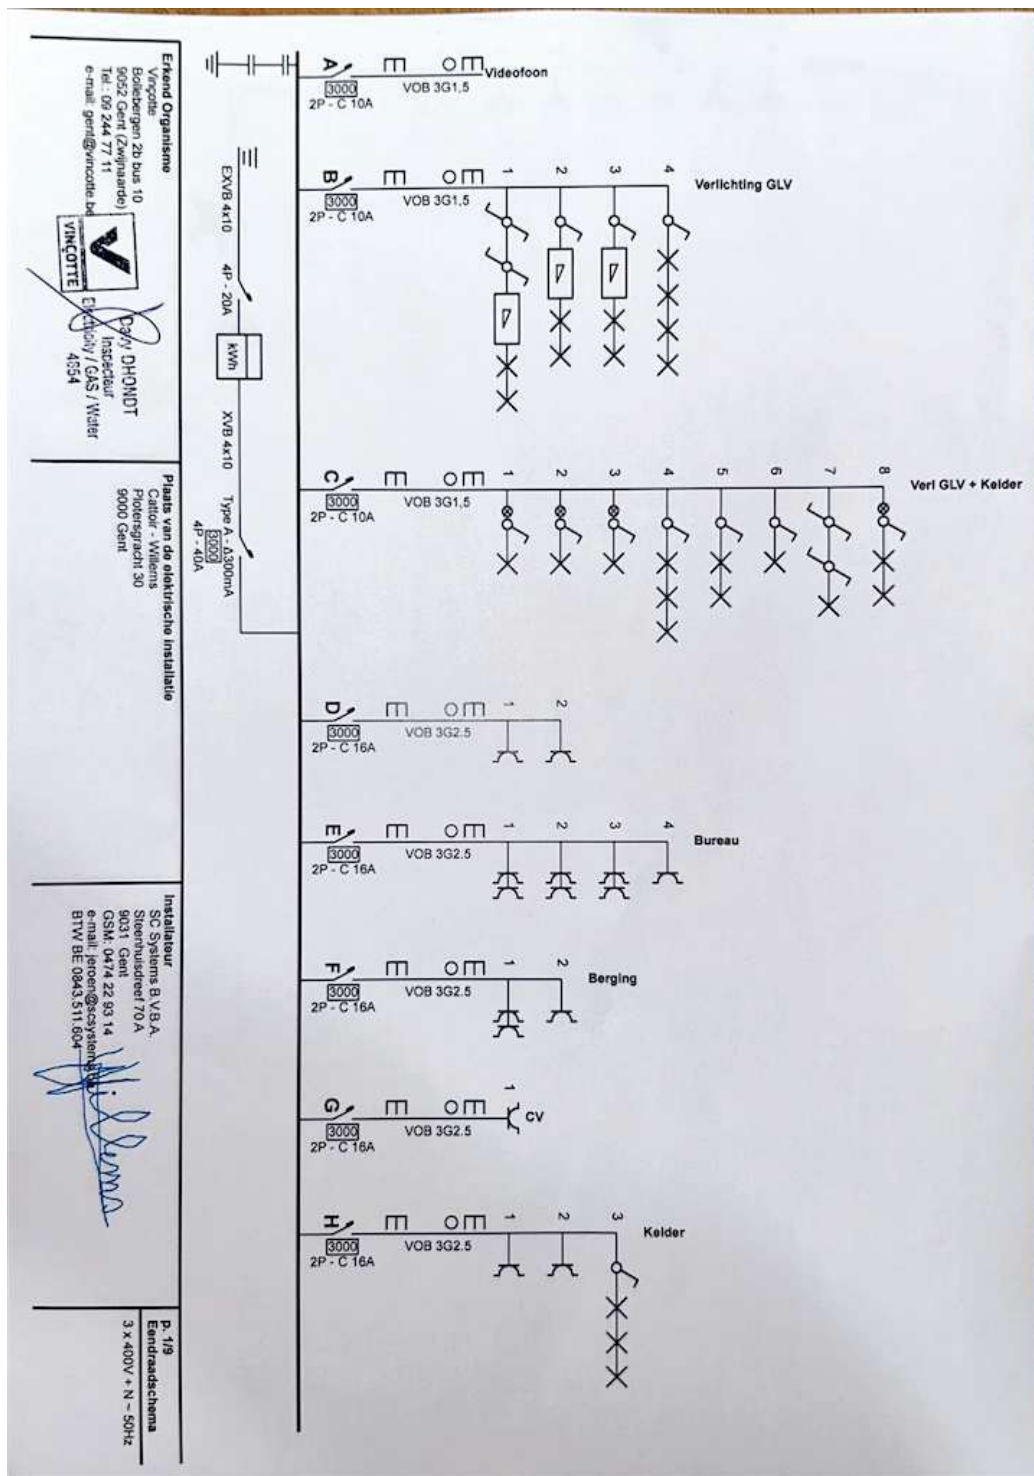 A
3000
2P - C 10A
VOB 3G1,5
Videofoon
B
3000
2P - C 10A
VOB 3G1,5
1
2
3
4
Verlichting GLV
C
3000
2P - C 10A
VOB 3G1,5
1
2
3
4
5
6
7
8
Verl GLV + Kelder
D
3000
2P - C 16A
VOB 3G2.5
1
2
E
3000
2P - C 16A
VOB 3G2.5
1
2
3
4
Bureau
F
3000
2P - C 16A
VOB 3G2.5
1
2
Berging
G
3000
2P - C 16A
VOB 3G2.5
1
CV
H
3000
2P - C 16A
VOB 3G2.5
1
2
3
Kelder
EXVB 4x10
4P - 20A
kWh
XVB 4x10
Type A - Δ300mA
3000
4P - 40A
Erkend Organisme
Vinçotte
Bollebergen 2b bus 10
9052 Gent (Zwijnaarde)
Tel.: 09 244 77 11
e-mail: gent@vincotte.be
VINÇOTTE
Davy DHONDT
Inspecteur
Electricity / GAS / Water
4854
Plaats van de elektrische installatie
Cattoir - Willems
Plotersgracht 30
9000 Gent
Installateur
SC Systems B.V.B.A.
Steenhuisdreef 70 A
9031 Gent
GSM: 0474 22 93 14
e-mail: jeroen@scsystems.be
BTW BE 0843.511.604
Willems
p. 1/9
Eendraadschema
3 x 400V + N ~ 50Hz